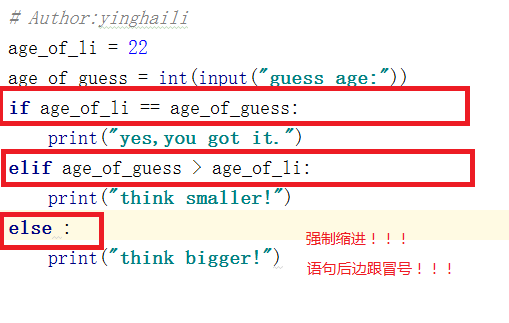 # Author:yinghaili
age_of_li = 22
age_of_guess = int(input("guess age:"))
if age_of_li == age_of_guess:
    print("yes,you got it.")
elif age_of_guess > age_of_li:
    print("think smaller!")
else :
强制缩进！！！
    print("think bigger!")
语句后边跟冒号！！！